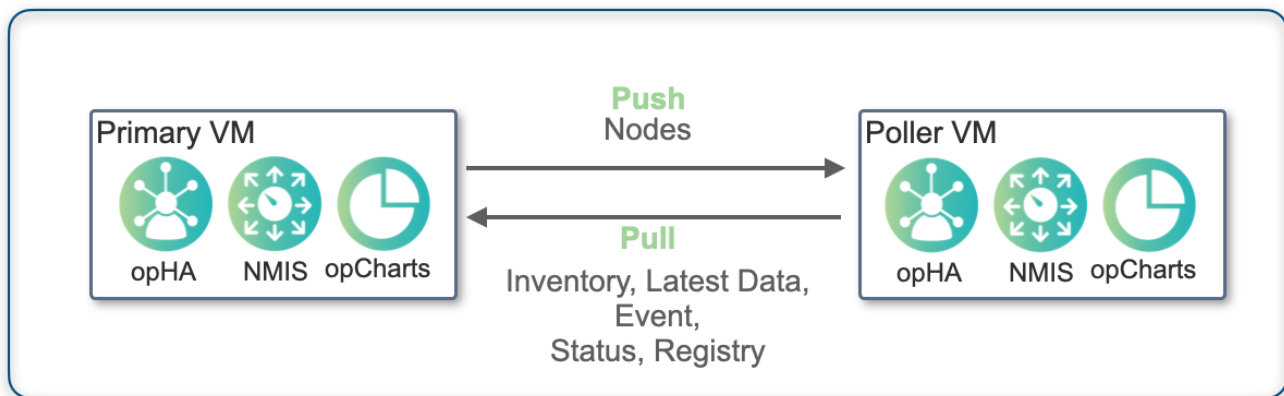 Primary VM
opHA
NMIS
opCharts
Push
Nodes
Pull
Inventory, Latest Data,
Event,
Status, Registry
Poller VM
opHA
NMIS
opCharts